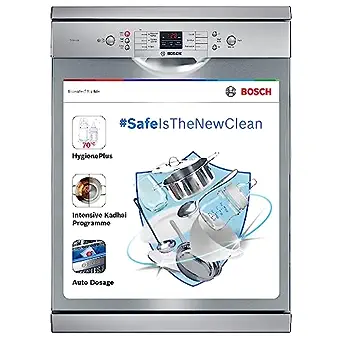 BOSCH
BOSCH
#SafeIsTheNewClean
70°C
HygienePlus
Intensive Kadhai
Programme
Auto Dosage